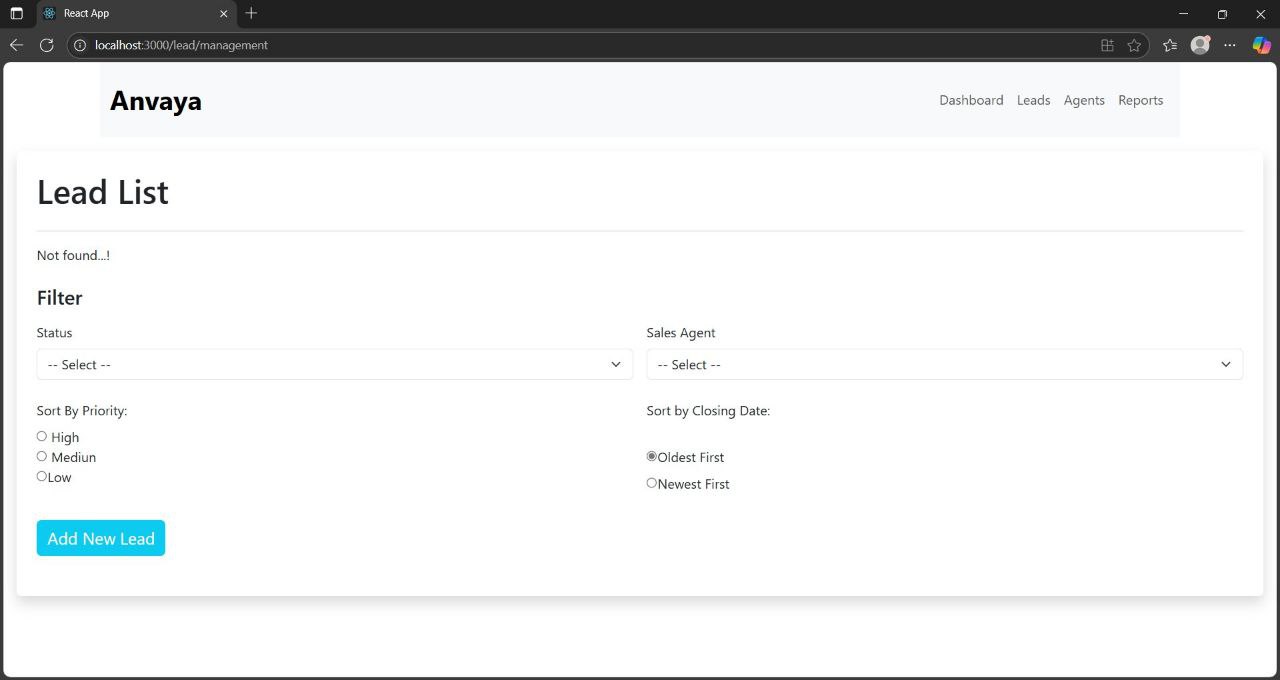 React App
localhost:3000/lead/management
Anvaya
Dashboard Leads Agents Reports
Lead List
Not found...!
Filter
Status
Sales Agent
-- Select --
-- Select --
Sort By Priority:
High
Mediun
Low
Sort by Closing Date:
Oldest First
Newest First
Add New Lead